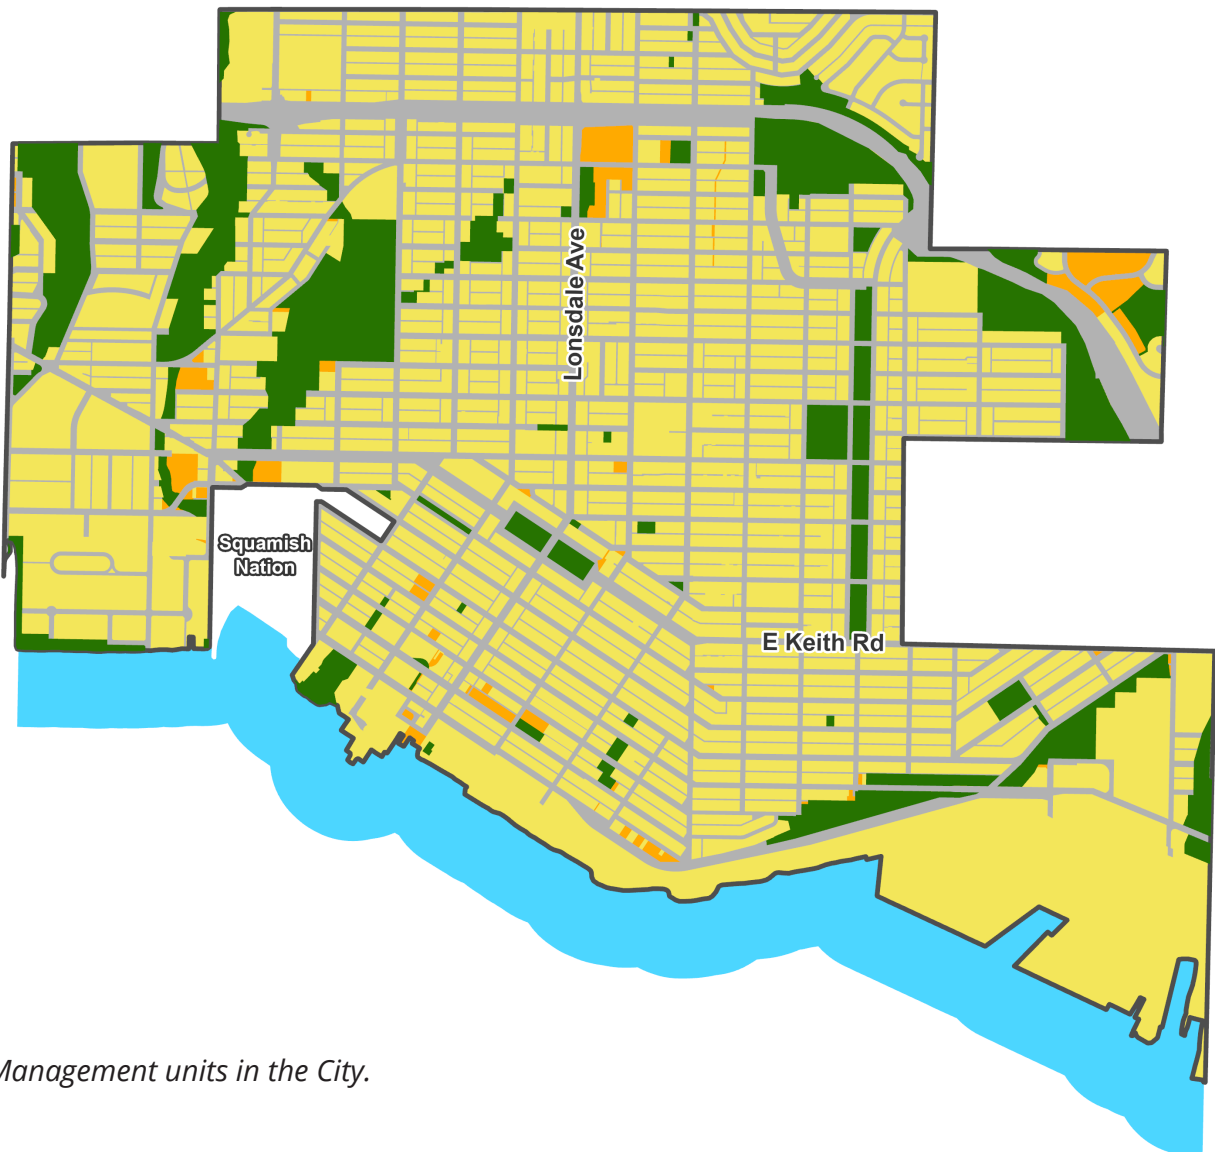 Lonsdale Ave
Squamish
Nation
E Keith Rd
Management units in the City.